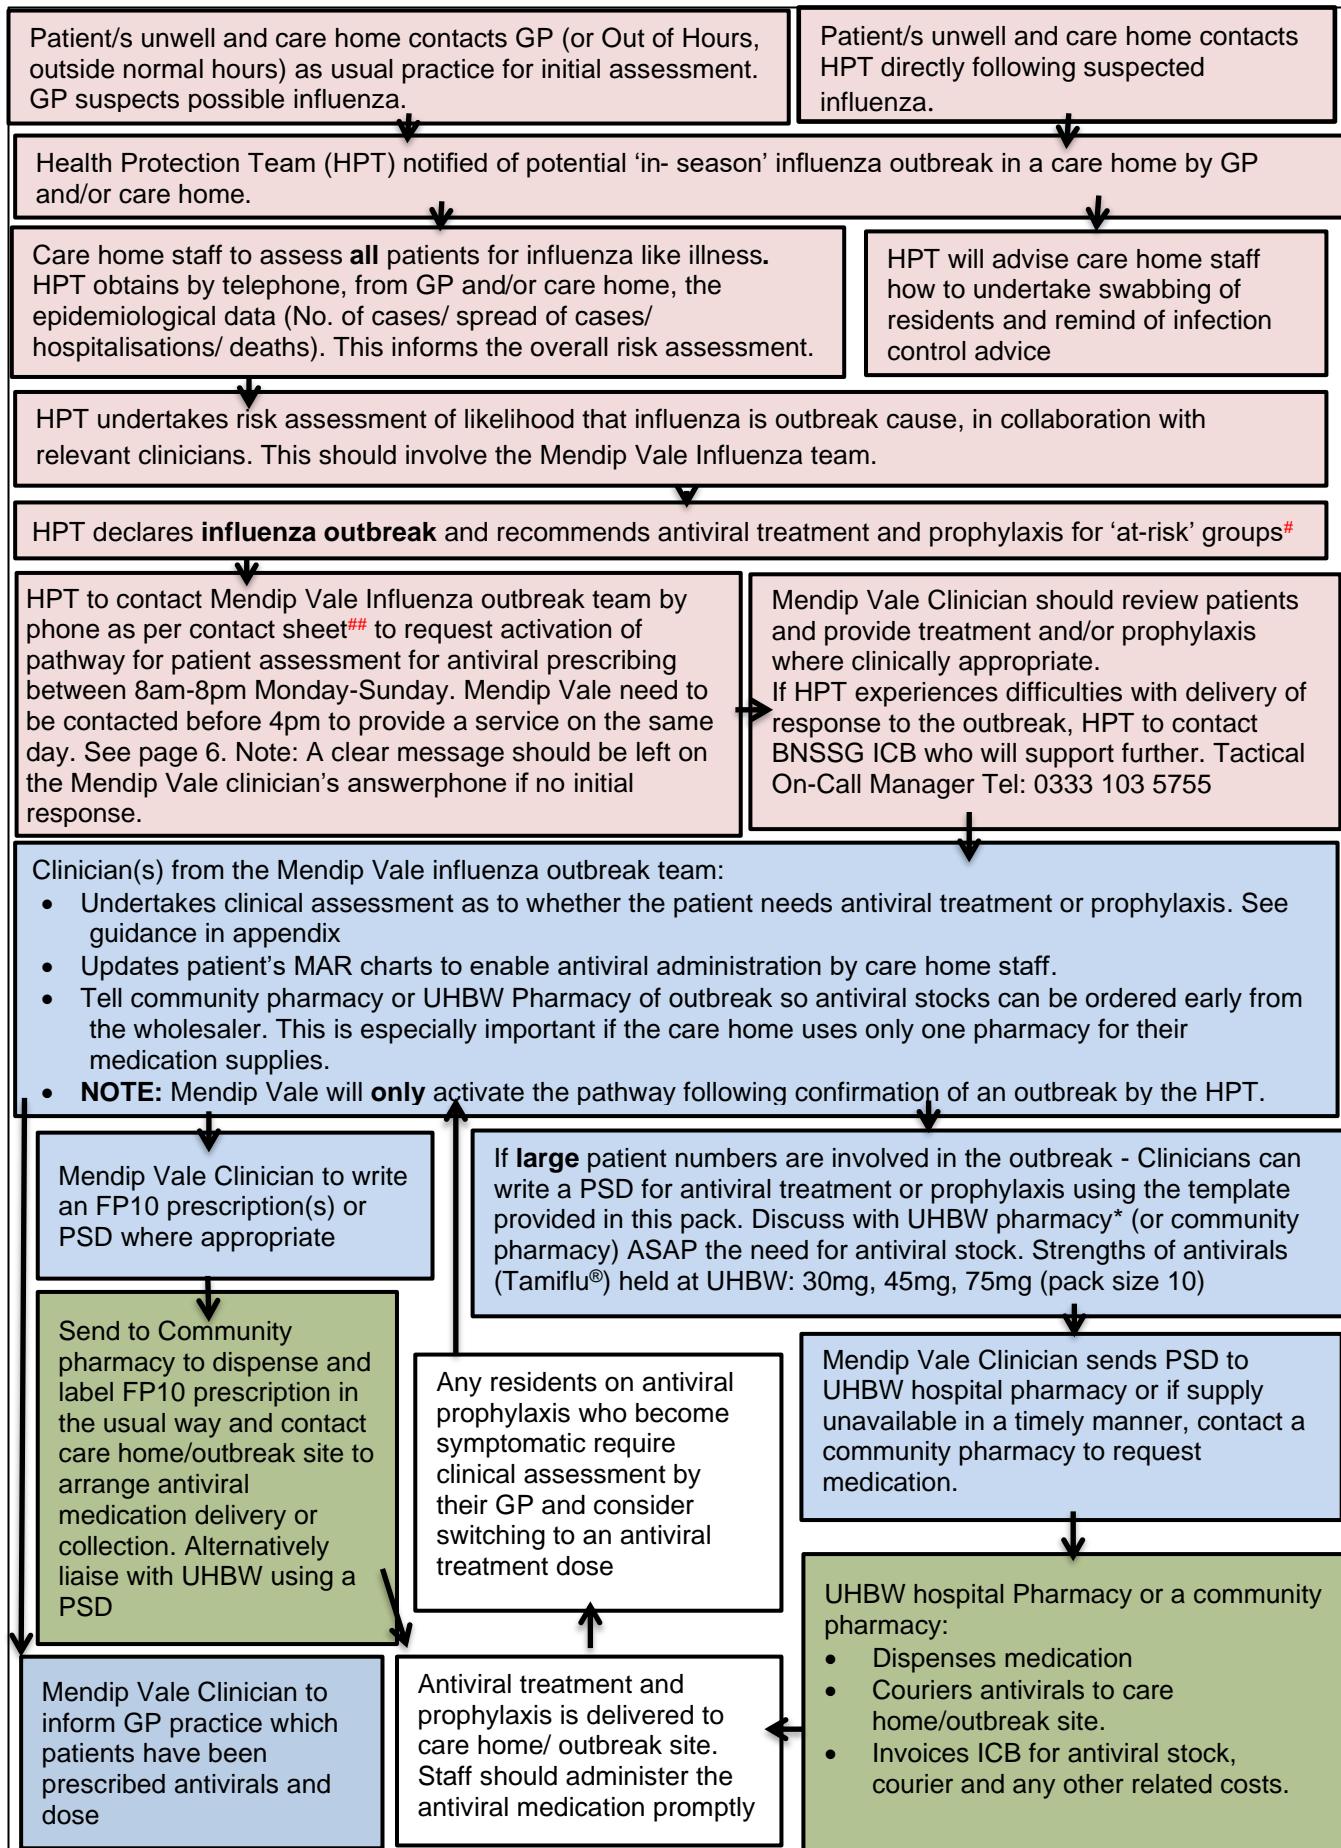 Patient/s unwell and care home contacts GP (or Out of Hours,
outside normal hours) as usual practice for initial assessment.
GP suspects possible influenza.
Patient/s unwell and care home contacts
HPT directly following suspected
influenza.
Health Protection Team (HPT) notified of potential ‘in- season’ influenza outbreak in a care home by GP
and/or care home.
Care home staff to assess all patients for influenza like illness.
HPT obtains by telephone, from GP and/or care home, the
epidemiological data (No. of cases/ spread of cases/
hospitalisations/ deaths). This informs the overall risk assessment.
HPT will advise care home staff
how to undertake swabbing of
residents and remind of infection
control advice
HPT undertakes risk assessment of likelihood that influenza is outbreak cause, in collaboration with
relevant clinicians. This should involve the Mendip Vale Influenza team.
HPT declares influenza outbreak and recommends antiviral treatment and prophylaxis for ‘at-risk’ groups#
HPT to contact Mendip Vale Influenza outbreak team by
phone as per contact sheet## to request activation of
pathway for patient assessment for antiviral prescribing
between 8am-8pm Monday-Sunday. Mendip Vale need to
be contacted before 4pm to provide a service on the same
day. See page 6. Note: A clear message should be left on
the Mendip Vale clinician’s answerphone if no initial
response.
Mendip Vale Clinician should review patients
and provide treatment and/or prophylaxis
where clinically appropriate.
If HPT experiences difficulties with delivery of
response to the outbreak, HPT to contact
BNSSG ICB who will support further. Tactical
On-Call Manager Tel: 0333 103 5755
Clinician(s) from the Mendip Vale influenza outbreak team:
• Undertakes clinical assessment as to whether the patient needs antiviral treatment or prophylaxis. See
guidance in appendix
• Updates patient’s MAR charts to enable antiviral administration by care home staff.
• Tell community pharmacy or UHBW Pharmacy of outbreak so antiviral stocks can be ordered early from
the wholesaler. This is especially important if the care home uses only one pharmacy for their
medication supplies.
• NOTE: Mendip Vale will only activate the pathway following confirmation of an outbreak by the HPT.
Mendip Vale Clinician to write
an FP10 prescription(s) or
PSD where appropriate
If large patient numbers are involved in the outbreak - Clinicians can
write a PSD for antiviral treatment or prophylaxis using the template
provided in this pack. Discuss with UHBW pharmacy* (or community
pharmacy) ASAP the need for antiviral stock. Strengths of antivirals
(Tamiflu®) held at UHBW: 30mg, 45mg, 75mg (pack size 10)
Send to Community
pharmacy to dispense and
label FP10 prescription in
the usual way and contact
care home/outbreak site to
arrange antiviral
medication delivery or
collection. Alternatively
liaise with UHBW using a
PSD
Any residents on antiviral
prophylaxis who become
symptomatic require
clinical assessment by
their GP and consider
switching to an antiviral
treatment dose
Mendip Vale Clinician sends PSD to
UHBW hospital pharmacy or if supply
unavailable in a timely manner, contact a
community pharmacy to request
medication.
UHBW hospital Pharmacy or a community
pharmacy:
• Dispenses medication
• Couriers antivirals to care
home/outbreak site.
• Invoices ICB for antiviral stock,
courier and any other related costs.
Mendip Vale Clinician to
inform GP practice which
patients have been
prescribed antivirals and
dose
Antiviral treatment and
prophylaxis is delivered to
care home/ outbreak site.
Staff should administer the
antiviral medication promptly